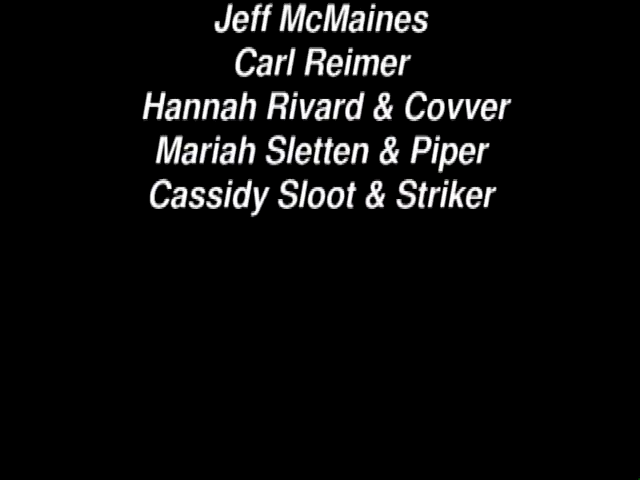 Jeff McMaines
Carl Reimer
Hannah Rivard & Covver
Mariah Sletten & Piper
Cassidy Sloot & Striker